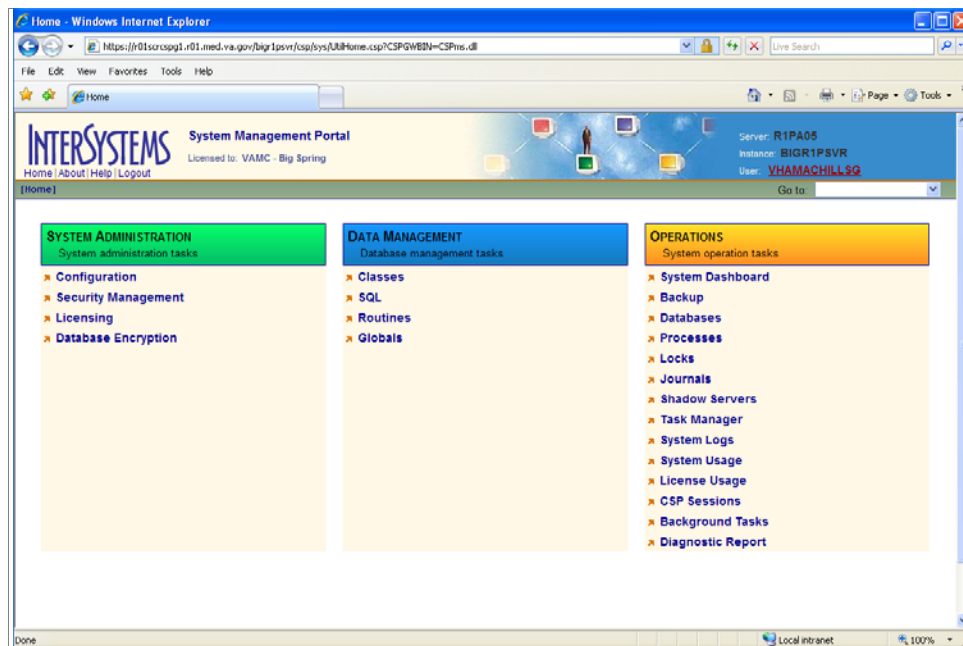 Home - Windows Internet Explorer
https://r01scrcspg1.r01.med.va.gov/bigr1psvr/csp/sys/UtilHome.csp?CSPGWBIN=CSPms.dll
Live Search
File Edit View Favorites Tools Help
Home
Page Tools
INTERSYSTEMS
System Management Portal
Licensed to: VAMC - Big Spring
Home | About | Help | Logout
Server: R1PA05
Instance: BIGR1PSVR
User: VHAMACHILLSG
[Home]
Go to:
SYSTEM ADMINISTRATION
System administration tasks
Configuration
Security Management
Licensing
Database Encryption
DATA MANAGEMENT
Database management tasks
Classes
SQL
Routines
Globals
OPERATIONS
System operation tasks
System Dashboard
Backup
Databases
Processes
Locks
Journals
Shadow Servers
Task Manager
System Logs
System Usage
License Usage
CSP Sessions
Background Tasks
Diagnostic Report
Done
Local intranet
100%